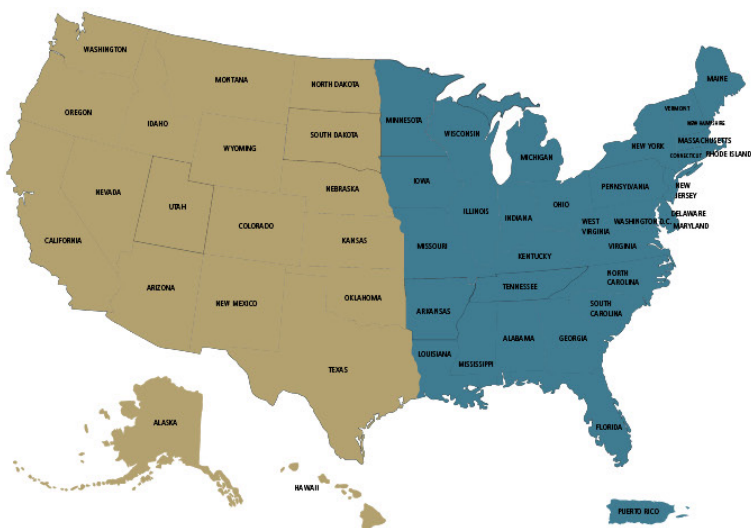 WASHINGTON
MONTANA
NORTH DAKOTA
MINNESOTA
OREGON
IDAHO
SOUTH DAKOTA
WYOMING
WISCONSIN
MICHIGAN
MAINE
VERMONT
NEW HAMPSHIRE
MASSACHUSETTS
NEW YORK
CONNECTICUT
RHODE ISLAND
NEVADA
UTAH
NEBRASKA
IOWA
PENNSYDVANIA
NEW
JERSEY
COLORADO
ILLINOIS
INDIANA
OHIO
WEST
VIRGINIA
WASHINGTON D.C.
DELAWARE
MARYLAND
CALIFORNIA
KANSAS
MISSOURI
KENTUCKY
VIRGINIA
ARIZONA
NEW MEXICO
OKLAHOMA
ARKANSAS
TENNESSEE
NORTH
CAROLINA
SOUTH
CAROLINA
TEXAS
LOUISIANA
MISSISSIPPI
ALABAMA
GEORGIA
ALASKA
FLORIDA
HAWAII
PUERTO RICO